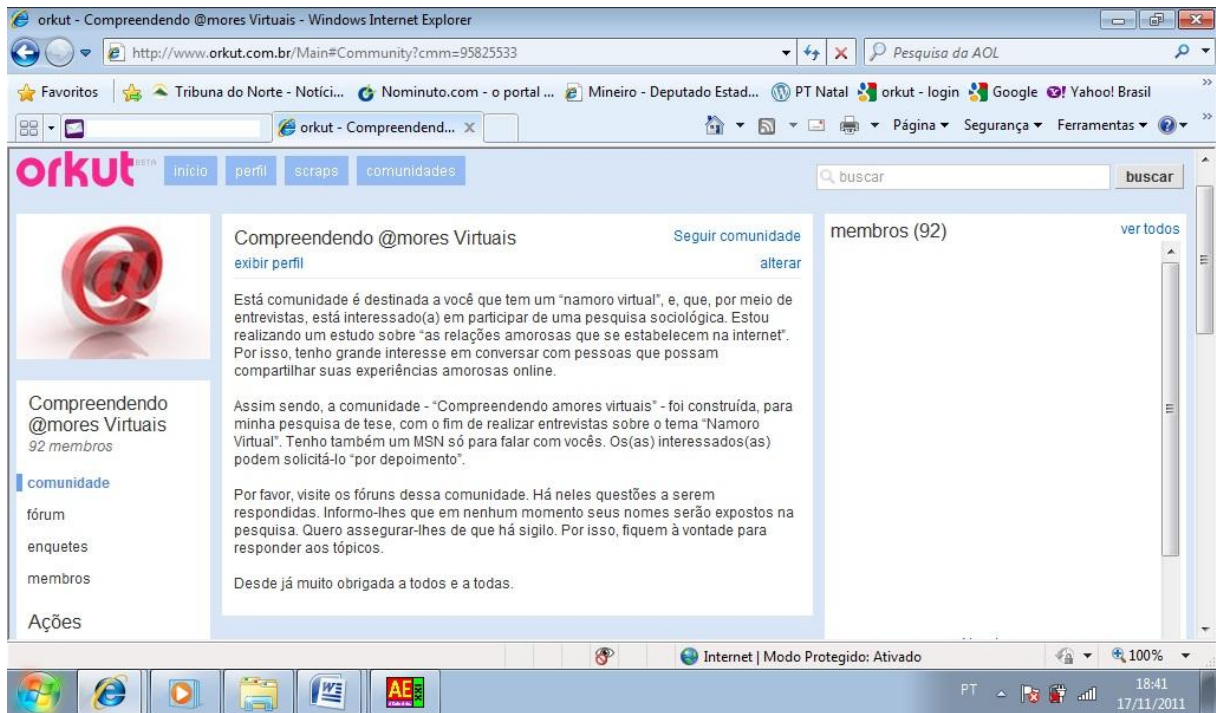 orkut - Compreendendo @mores Virtuais - Windows Internet Explorer
http://www.orkut.com.br/Main#Community?cmm=95825533
Pesquisa da AOL
Favoritos
Tribuna do Norte - Notíci...
Nominuto.com - o portal ...
Mineiro - Deputado Estad...
PT Natal
orkut - login
Google
Yahoo! Brasil
orkut - Compreendend...
Página
Segurança
Ferramentas
orkut BETA
início
perfil
scraps
comunidades
buscar
buscar
Compreendendo @mores Virtuais
Seguir comunidade
exibir perfil
alterar
Está comunidade é destinada a você que tem um “namoro virtual”, e, que, por meio de
entrevistas, está interessado(a) em participar de uma pesquisa sociológica. Estou
realizando um estudo sobre “as relações amorosas que se estabelecem na internet”.
Por isso, tenho grande interesse em conversar com pessoas que possam
compartilhar suas experiências amorosas online.
Assim sendo, a comunidade - “Compreendendo amores virtuais” - foi construída, para
minha pesquisa de tese, com o fim de realizar entrevistas sobre o tema “Namoro
Virtual”. Tenho também um MSN só para falar com vocês. Os(as) interessados(as)
podem solicitá-lo “por depoimento”.
Por favor, visite os fóruns dessa comunidade. Há neles questões a serem
respondidas. Informo-lhes que em nenhum momento seus nomes serão expostos na
pesquisa. Quero assegurar-lhes de que há sigilo. Por isso, fiquem à vontade para
responder aos tópicos.
Desde já muito obrigada a todos e a todas.
membros (92)
ver todos
Compreendendo
@mores Virtuais
92 membros
comunidade
fórum
enquetes
membros
Ações
Internet | Modo Protegido: Ativado
100%
AE
PT
18:41
17/11/2011